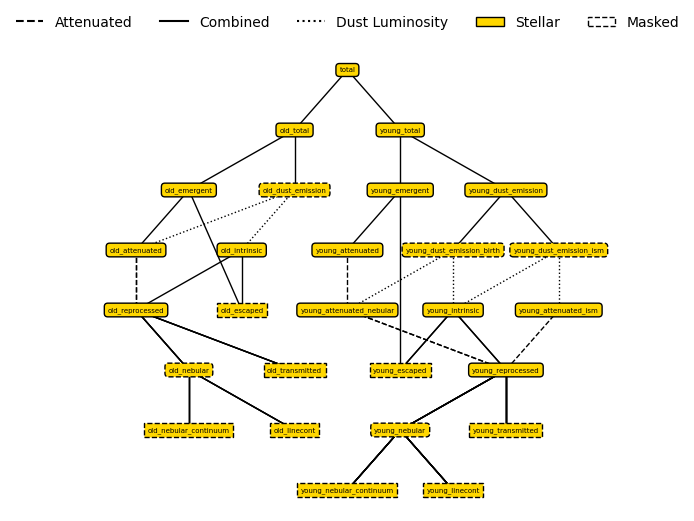 Attenuated Combined Dust Luminosity Stellar Masked
total
old_total young_total
old_emergent old_dust_emission young_emergent young_dust_emission
old_attenuated old_intrinsic young_attenuated young_dust_emission_birth young_dust_emission_ism
old_reprocessed old_escaped young_attenuated_nebular young_intrinsic young_attenuated_ism
old_nebular old_transmitted young_escaped young_reprocessed
old_nebular_continuum old_linecont young_nebular young_transmitted
young_nebular_continuum young_linecont